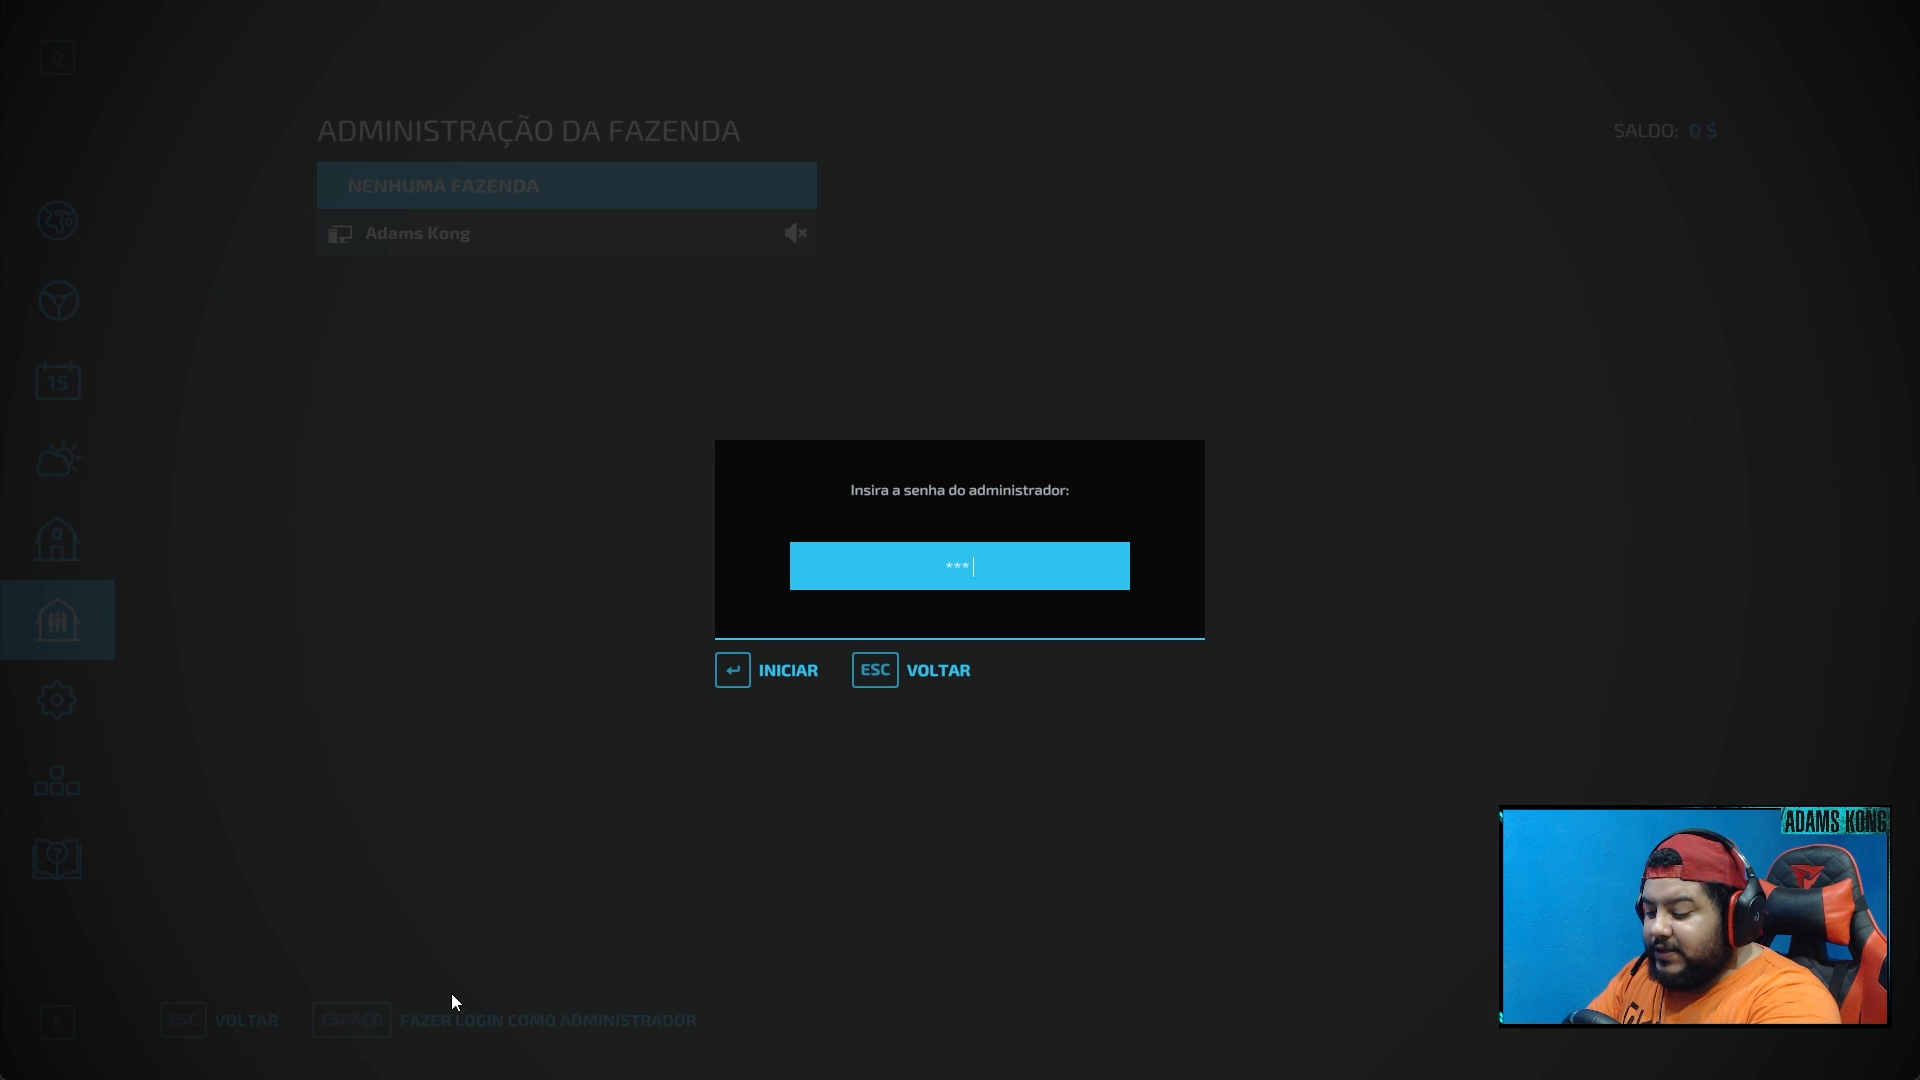 Q
ADMINISTRAÇÃO DA FAZENDA
SALDO: 0 $
NENHUMA FAZENDA
Adams Kong
15
Insira a senha do administrador:
***
INICIAR
ESC VOLTAR
ADAMS KONG
E
ESC VOLTAR
ESPAÇO FAZER LOGIN COMO ADMINISTRADOR